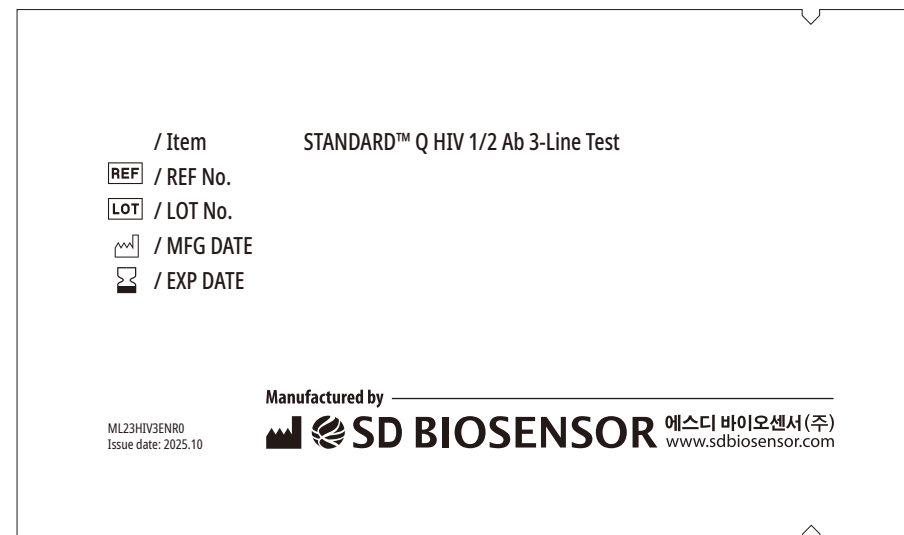 / Item STANDARD™ Q HIV 1/2 Ab 3-Line Test
REF / REF No.
LOT / LOT No.
/ MFG DATE
/ EXP DATE
Manufactured by
ML23HIV3ENR0
Issue date: 2025.10
SD BIOSENSOR
에스디 바이오센서(주)
www.sdbiosensor.com